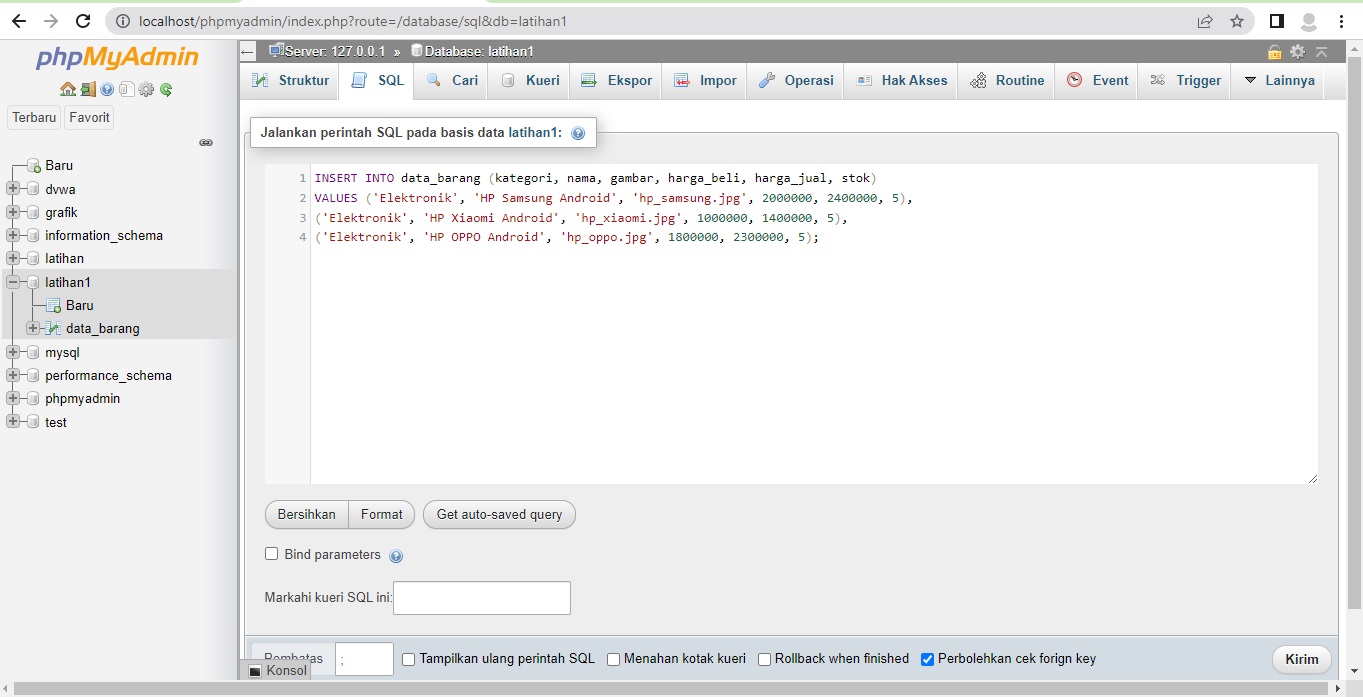 localhost/phpmyadmin/index.php?route=/database/sql&db=latihan1
phpMyAdmin
Terbaru Favorit
Baru
dvwa
grafik
information_schema
latihan
latihan1
Baru
data_barang
mysql
performance_schema
phpmyadmin
test
Server: 127.0.0.1 » Database: latihan1
Struktur SQL Cari Kueri Ekspor Impor Operasi Hak Akses Routine Event Trigger Lainnya
Jalankan perintah SQL pada basis data latihan1:
1 INSERT INTO data_barang (kategori, nama, gambar, harga_beli, harga_jual, stok)
2 VALUES ('Elektronik', 'HP Samsung Android', 'hp_samsung.jpg', 2000000, 2400000, 5),
3 ('Elektronik', 'HP Xiaomi Android', 'hp_xiaomi.jpg', 1000000, 1400000, 5),
4 ('Elektronik', 'HP OPPO Android', 'hp_oppo.jpg', 1800000, 2300000, 5);
Bersihkan Format Get auto-saved query
Bind parameters
Markahi kueri SQL ini:
Pembatas ; Tampilkan ulang perintah SQL Menahan kotak kueri Rollback when finished Perbolehkan cek forign key Kirim
Konsol